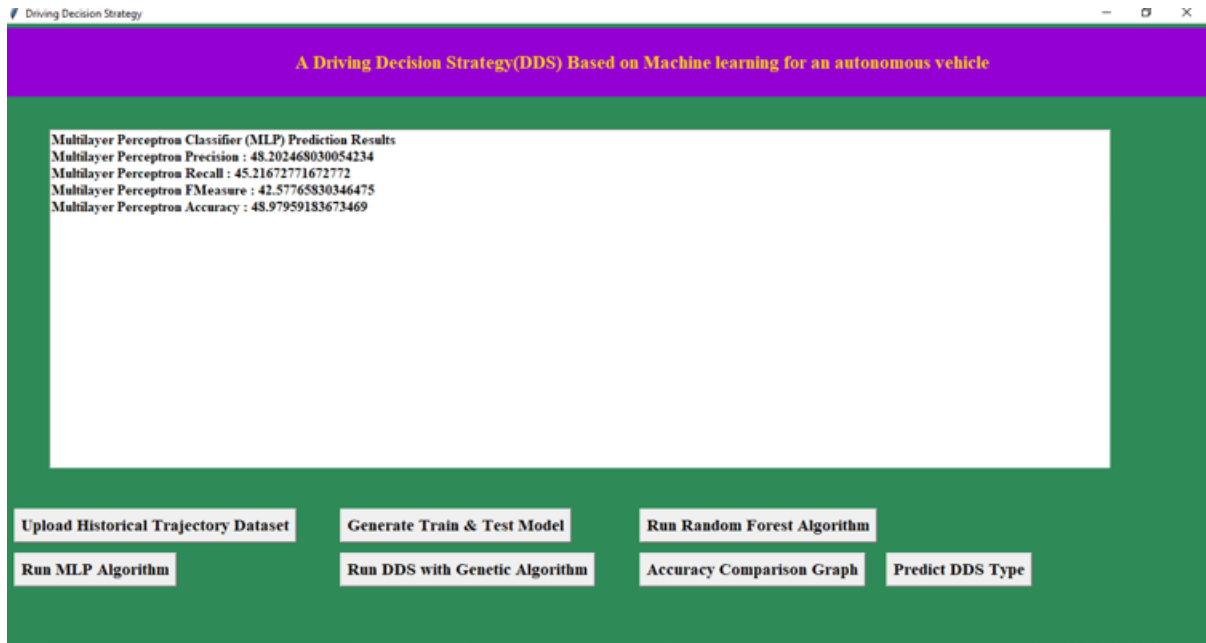 Driving Decision Strategy
A Driving Decision Strategy(DDS) Based on Machine learning for an autonomous vehicle
Multilayer Perceptron Classifier (MLP) Prediction Results
Multilayer Perceptron Precision : 48.202468030054234
Multilayer Perceptron Recall : 45.21672771672772
Multilayer Perceptron FMeasure : 42.57765830346475
Multilayer Perceptron Accuracy : 48.97959183673469
Upload Historical Trajectory Dataset
Generate Train & Test Model
Run Random Forest Algorithm
Run MLP Algorithm
Run DDS with Genetic Algorithm
Accuracy Comparison Graph
Predict DDS Type